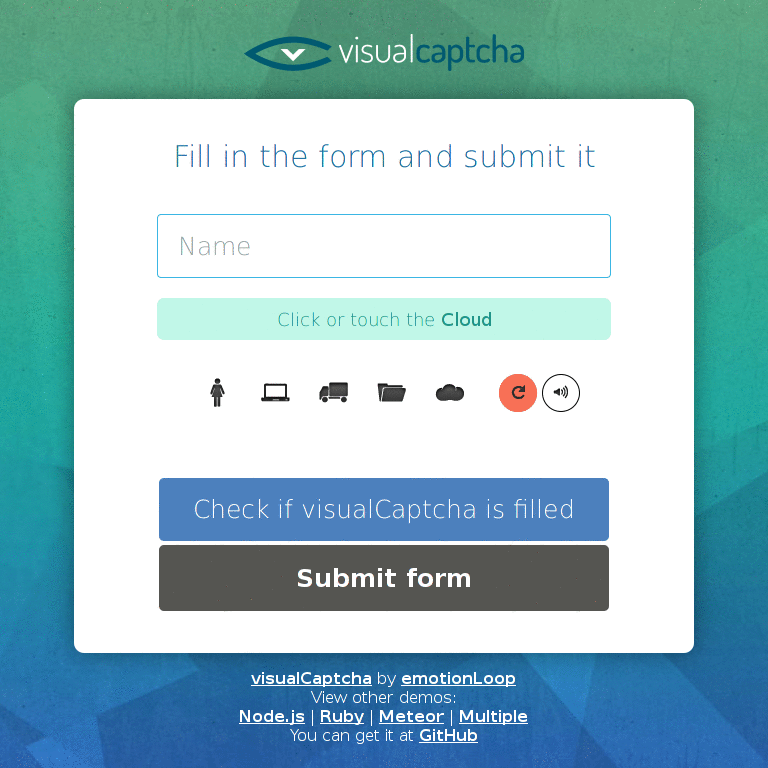 visualcaptcha
Fill in the form and submit it
Name
Click or touch the Cloud
Check if visualCaptcha is filled
Submit form
visualCaptcha by emotionLoop
View other demos:
Node.js | Ruby | Meteor | Multiple
You can get it at GitHub